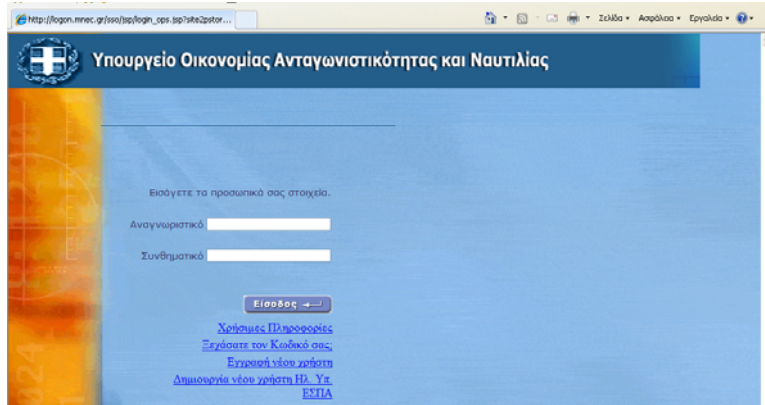 http://logon.mnec.gr/sso/jsp/login_ops.jsp?site2pstor...
Σελίδα Ασφάλεια Εργαλεία
Υπουργείο Οικονομίας Ανταγωνιστικότητας και Ναυτιλίας
Εισάγετε τα προσωπικά σας στοιχεία.
Αναγνωριστικό
Συνθηματικό
Είσοδος
Χρήσιμες Πληροφορίες
Ξεχάσατε τον Κωδικό σας;
Εγγραφή νέου χρήστη
Δημιουργία νέου χρήστη Ηλ. Υπ.
ΕΣΠΑ